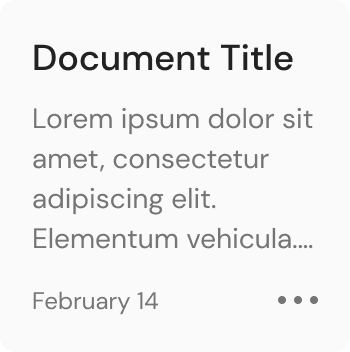 Document Title
Lorem ipsum dolor sit
amet, consectetur
adipiscing elit.
Elementum vehicula....
February 14